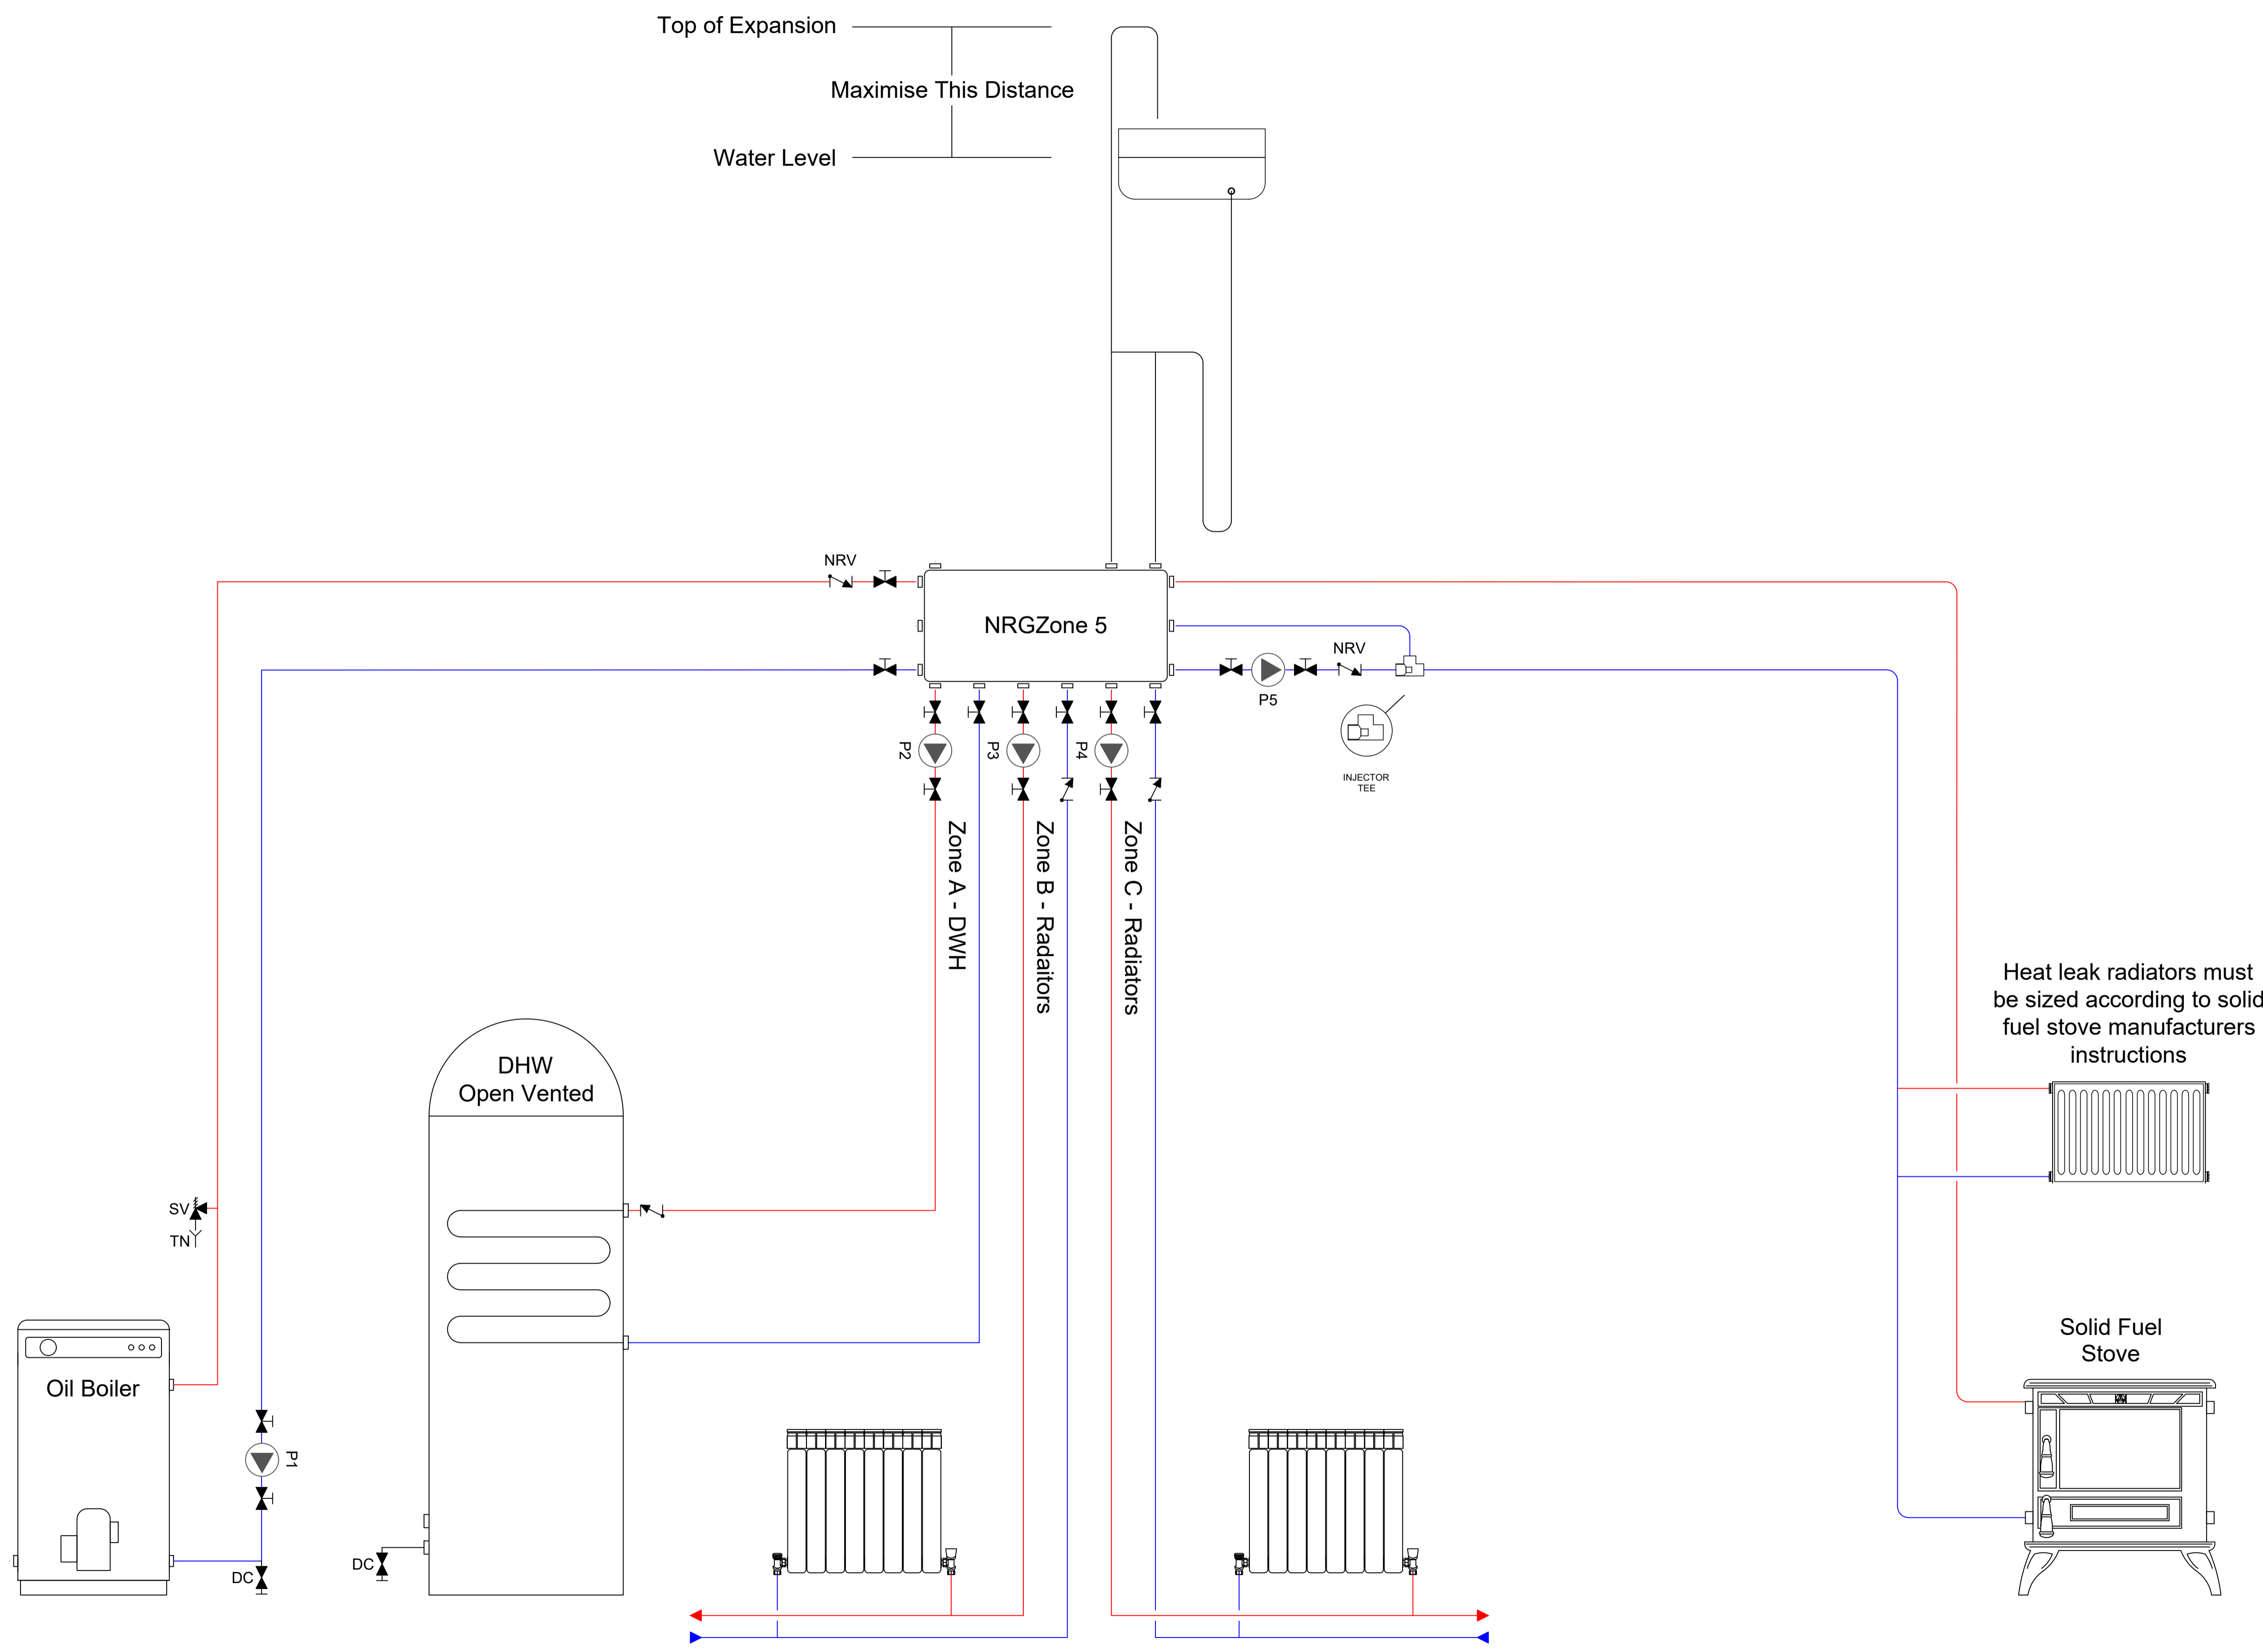 Top of Expansion
Maximise This Distance
Water Level
NRV
NRGZone 5
NRV
P5
P2
P3
P4
INJECTOR
TEE
Zone A - DWH
Zone B - Radaitors
Zone C - Radiators
Heat leak radiators must
be sized according to solid
fuel stove manufacturers
instructions
DHW
Open Vented
SV
TN
Solid Fuel
Stove
Oil Boiler
P1
DC
DC